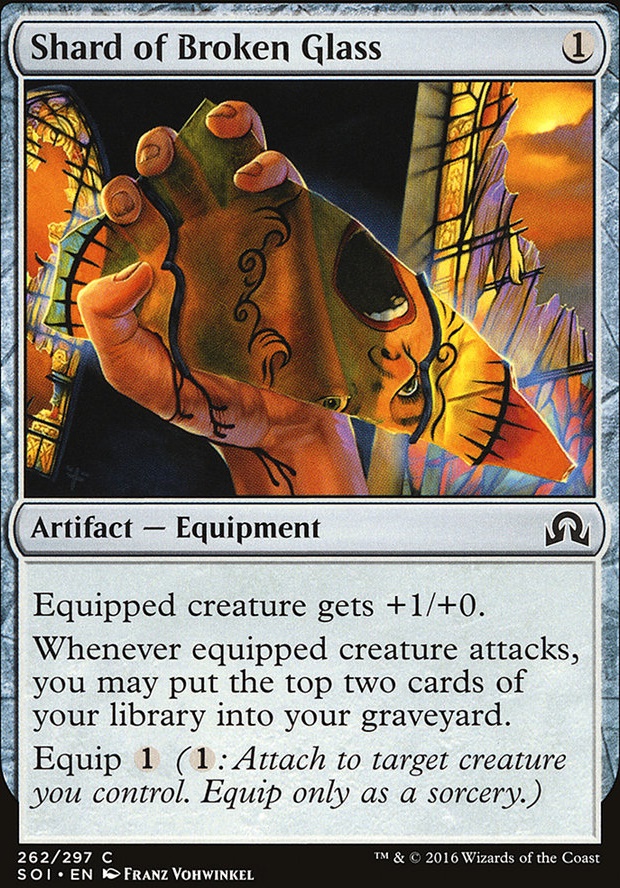 Shard of Broken Glass 1
Artifact — Equipment
Equipped creature gets +1/+0.
Whenever equipped creature attacks,
you may put the top two cards of
your library into your graveyard.
Equip 1 (1: Attach to target creature
you control. Equip only as a sorcery.)
262/297 C
™ & © 2016 Wizards of the Coast
SOI • EN Franz Vohwinkel